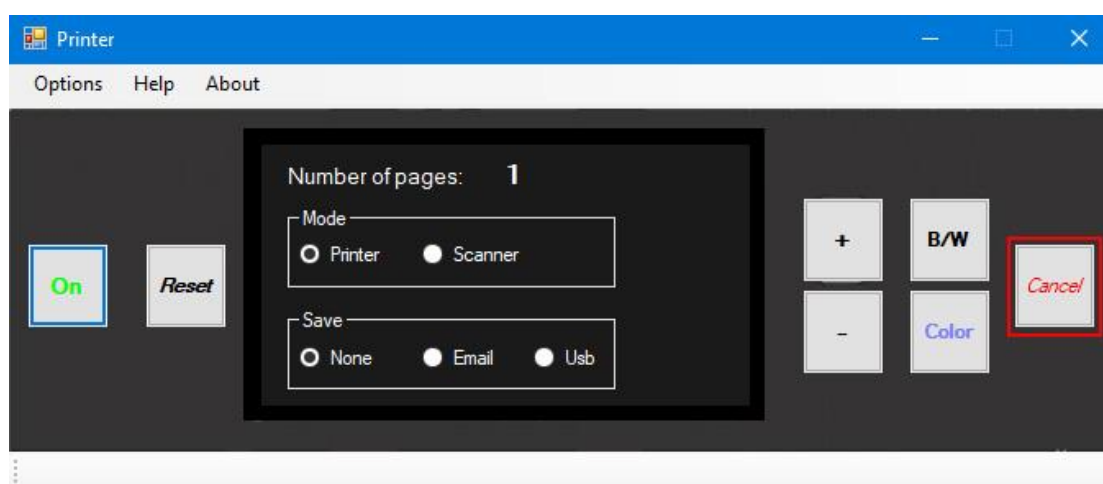 Printer
Options Help About
Number of pages: 1
Mode
Printer Scanner
Save
None Email Usb
On
Reset
+
-
B/W
Color
Cancel